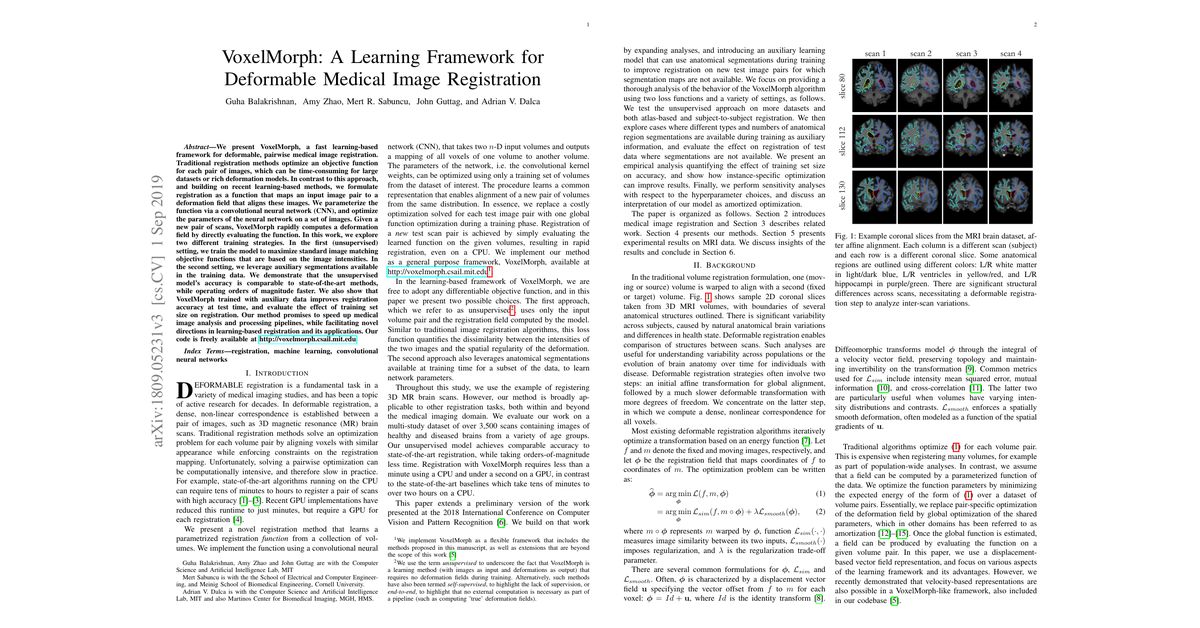 1
VoxelMorph: A Learning Framework for
Deformable Medical Image Registration
Guha Balakrishnan, Amy Zhao, Mert R. Sabuncu, John Guttag, and Adrian V. Dalca
arXiv:1809.05231v3 [cs.CV] 1 Sep 2019
Abstract—We present VoxelMorph, a fast learning-based
framework for deformable, pairwise medical image registration.
Traditional registration methods optimize an objective function
for each pair of images, which can be time-consuming for large
datasets or rich deformation models. In contrast to this approach,
and building on recent learning-based methods, we formulate
registration as a function that maps an input image pair to a
deformation field that aligns these images. We parameterize the
function via a convolutional neural network (CNN), and optimize
the parameters of the neural network on a set of images. Given a
new pair of scans, VoxelMorph rapidly computes a deformation
field by directly evaluating the function. In this work, we explore
two different training strategies. In the first (unsupervised)
setting, we train the model to maximize standard image matching
objective functions that are based on the image intensities. In
the second setting, we leverage auxiliary segmentations available
in the training data. We demonstrate that the unsupervised
model's accuracy is comparable to state-of-the-art methods,
while operating orders of magnitude faster. We also show that
VoxelMorph trained with auxiliary data improves registration
accuracy at test time, and evaluate the effect of training set
size on registration. Our method promises to speed up medical
image analysis and processing pipelines, while facilitating novel
directions in learning-based registration and its applications. Our
code is freely available at http://voxelmorph.csail.mit.edu
Index Terms—registration, machine learning, convolutional
neural networks
I. INTRODUCTION
DEFORMABLE registration is a fundamental task in a
variety of medical imaging studies, and has been a topic
of active research for decades. In deformable registration, a
dense, non-linear correspondence is established between a
pair of images, such as 3D magnetic resonance (MR) brain
scans. Traditional registration methods solve an optimization
problem for each volume pair by aligning voxels with similar
appearance while enforcing constraints on the registration
mapping. Unfortunately, solving a pairwise optimization can
be computationally intensive, and therefore slow in practice.
For example, state-of-the-art algorithms running on the CPU
can require tens of minutes to hours to register a pair of scans
with high accuracy [1]–[3]. Recent GPU implementations have
reduced this runtime to just minutes, but require a GPU for
each registration [4].
We present a novel registration method that learns a
parametrized registration function from a collection of vol-
umes. We implement the function using a convolutional neural
Guha Balakrishnan, Amy Zhao and John Guttag are with the Computer
Science and Artificial Intelligence Lab, MIT
Mert Sabuncu is with the School of Electrical and Computer Engineer-
ing, and Meinig School of Biomedical Engineering, Cornell University.
Adrian V. Dalca is with the Computer Science and Artificial Intelligence
Lab, MIT and also Martinos Center for Biomedical Imaging, MGH, HMS.
network (CNN), that takes two n-D input volumes and outputs
a mapping of all voxels of one volume to another volume.
The parameters of the network, i.e. the convolutional kernel
weights, can be optimized using only a training set of volumes
from the dataset of interest. The procedure learns a common
representation that enables alignment of a new pair of volumes
from the same distribution. In essence, we replace a costly
optimization solved for each test image pair with one global
function optimization during a training phase. Registration of
a new test scan pair is achieved by simply evaluating the
learned function on the given volumes, resulting in rapid
registration, even on a CPU. We implement our method
as a general purpose framework, VoxelMorph, available at
http://voxelmorph.csail.mit.edu1.
In the learning-based framework of VoxelMorph, we are
free to adopt any differentiable objective function, and in this
paper we present two possible choices. The first approach,
which we refer to as unsupervised2, uses only the input
volume pair and the registration field computed by the model.
Similar to traditional image registration algorithms, this loss
function quantifies the dissimilarity between the intensities of
the two images and the spatial regularity of the deformation.
The second approach also leverages anatomical segmentations
available at training time for a subset of the data, to learn
network parameters.
Throughout this study, we use the example of registering
3D MR brain scans. However, our method is broadly appli-
cable to other registration tasks, both within and beyond
the medical imaging domain. We evaluate our work on a
multi-study dataset of over 3,500 scans containing images of
healthy and diseased brains from a variety of age groups.
Our unsupervised model achieves comparable accuracy to
state-of-the-art registration, while taking orders-of-magnitude
less time. Registration with VoxelMorph requires less than a
minute using a CPU and under a second on a GPU, in contrast
to the state-of-the-art baselines which take tens of minutes to
over two hours on a CPU.
This paper extends a preliminary version of the work
presented at the 2018 International Conference on Computer
Vision and Pattern Recognition [6]. We build on that work
1We implement VoxelMorph as a flexible framework that includes the
methods proposed in this manuscript, as well as extensions that are beyond
the scope of this work [5]
2We use the term unsupervised to underscore the fact that VoxelMorph is
a learning method (with images as input and deformations as output) that
requires no deformation fields during training. Alternatively, such methods
have also been termed self-supervised, to highlight the lack of supervision, or
end-to-end, to highlight that no external computation is necessary as part of
a pipeline (such as computing "true" deformation fields).
2
by expanding analyses, and introducing an auxiliary learning
model that can use anatomical segmentations during training
to improve registration on new test image pairs for which
segmentation maps are not available. We focus on providing a
thorough analysis of the behavior of the VoxelMorph algorithm
using two loss functions and a variety of settings, as follows.
We test the unsupervised approach on more datasets and
both atlas-based and subject-to-subject registration. We then
explore cases where different types and numbers of anatomical
region segmentations are available during training as auxiliary
information, and evaluate the effect on registration of test
data where segmentations are not available. We present an
empirical analysis quantifying the effect of training set size
on accuracy, and show how instance-specific optimization
can improve results. Finally, we perform sensitivity analyses
with respect to the hyperparameter choices, and discuss an
interpretation of our model as amortized optimization.
The paper is organized as follows. Section 2 introduces
medical image registration and Section 3 describes related
work. Section 4 presents our methods. Section 5 presents
experimental results on MRI data. We discuss insights of the
results and conclude in Section 6.
II. BACKGROUND
In the traditional volume registration formulation, one (mov-
ing or source) volume is warped to align with a second (fixed
or target) volume. Fig. 1 shows sample 2D coronal slices
taken from 3D MRI volumes, with boundaries of several
anatomical structures outlined. There is significant variability
across subjects, caused by natural anatomical brain variations
and differences in health state. Deformable registration enables
comparison of structures between scans. Such analyses are
useful for understanding variability across populations or the
evolution of brain anatomy over time for individuals with
disease. Deformable registration strategies often involve two
steps: an initial affine transformation for global alignment,
followed by a much slower deformable transformation with
more degrees of freedom. We concentrate on the latter step,
in which we compute a dense, nonlinear correspondence for
all voxels.
Most existing deformable registration algorithms iteratively
optimize a transformation based on an energy function [7]. Let
f and m denote the fixed and moving images, respectively, and
let ϕ be the registration field that maps coordinates of f to
coordinates of m. The optimization problem can be written
as:
ϕ̂ = arg min ϕ L(f, m, ϕ) (1)
= arg min ϕ Lsim(f, m ∘ ϕ) + λLsmooth(ϕ), (2)
where m ∘ ϕ represents m warped by ϕ, function Lsim(·, ·)
measures image similarity between its two inputs, Lsmooth(·)
imposes regularization, and λ is the regularization trade-off
parameter.
There are several common formulations for ϕ, Lsim and
Lsmooth. Often, ϕ is characterized by a displacement vector
field u specifying the vector offset from f to m for each
voxel: ϕ = Id + u, where Id is the identity transform [8].
scan 1 scan 2 scan 3 scan 4
slice 80
slice 112
slice 130
Fig. 1: Example coronal slices from the MRI brain dataset,
after affine alignment. Each column is a different scan (subject)
and each row is a different coronal slice. Some anatomical
regions are outlined using different colors: L/R white matter
in light/dark blue, L/R ventricles in yellow/red, and L/R
hippocampi in purple/green. There are significant structural
differences across scans, necessitating a deformable registra-
tion step to analyze inter-scan variations.
Diffeomorphic transforms model ϕ through the integral of
a velocity vector field, preserving topology and maintain-
ing invertibility on the transformation [9]. Common metrics
used for Lsim include intensity mean squared error, mutual
information [10], and cross-correlation [11]. The latter two
are particularly useful when volumes have varying inten-
sity distributions and contrasts. Lsmooth enforces a spatially
smooth deformation, often modeled as a function of the spatial
gradients of u.
Traditional algorithms optimize (1) for each volume pair.
This is expensive when registering many volumes, for example
as part of population-wide analyses. In contrast, we assume
that a field can be computed by a parameterized function of
the data. We optimize the function parameters by minimizing
the expected energy of the form of (1) over a dataset of
volume pairs. Essentially, we replace pair-specific optimization
of the deformation field by global optimization of the shared
parameters, which in other domains has been referred to as
amortization [12]–[15]. Once the global function is estimated,
a field can be produced by evaluating the function on a
given volume pair. In this paper, we use a displacement-
based vector field representation, and focus on various aspects
of the learning framework and its advantages. However, we
recently demonstrated that velocity-based representations are
also possible in a VoxelMorph-like framework, also included
in our codebase [5].